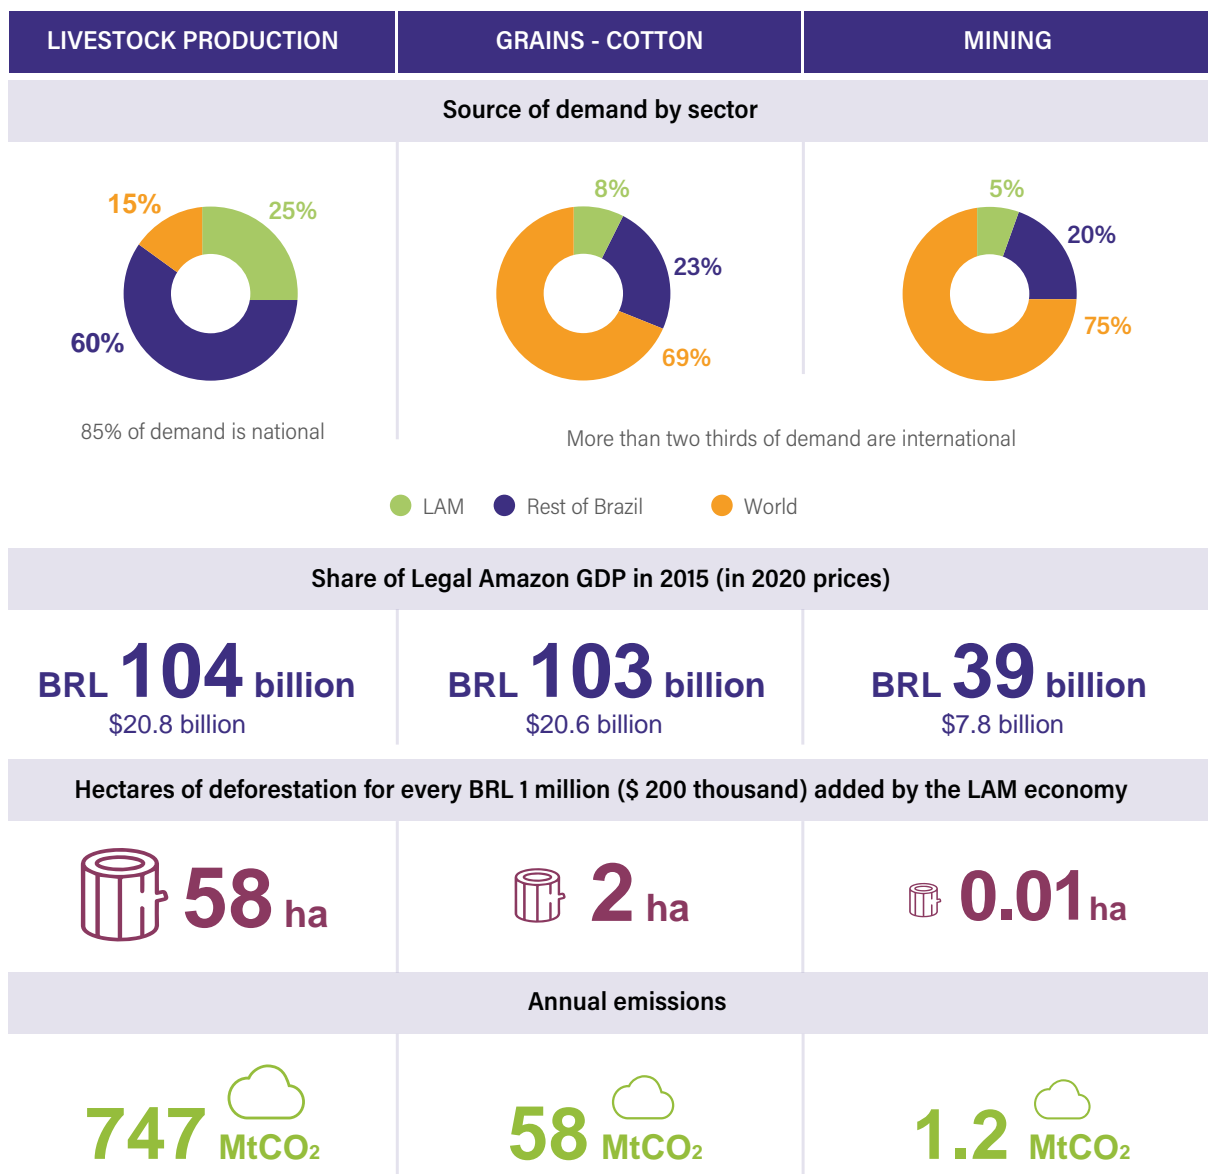 LIVESTOCK PRODUCTION
GRAINS - COTTON
MINING
Source of demand by sector
15%
25%
60%
8%
23%
69%
5%
20%
75%
85% of demand is national
More than two thirds of demand are international
LAM
Rest of Brazil
World
Share of Legal Amazon GDP in 2015 (in 2020 prices)
BRL 104 billion
$20.8 billion
BRL 103 billion
$20.6 billion
BRL 39 billion
$7.8 billion
Hectares of deforestation for every BRL 1 million ($ 200 thousand) added by the LAM economy
58 ha
2 ha
0.01 ha
Annual emissions
747 MtCO₂
58 MtCO₂
1.2 MtCO₂